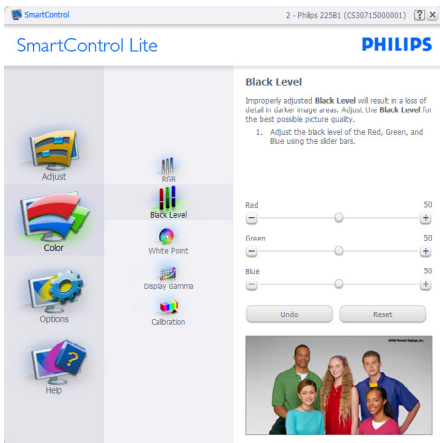 SmartControl
2 - Philips 225B1 (CS30715000001)
?
SmartControl Lite
PHILIPS
Adjust
Color
Options
Help
RGB
Black Level
White Point
Display Gamma
Calibration
Black Level
Improperly adjusted Black Level will result in a loss of
detail in darker image areas. Adjust the Black Level for
the best possible picture quality.
1. Adjust the black level of the Red, Green, and
Blue using the slider bars.
Red 50
Green 50
Blue 50
Undo Reset